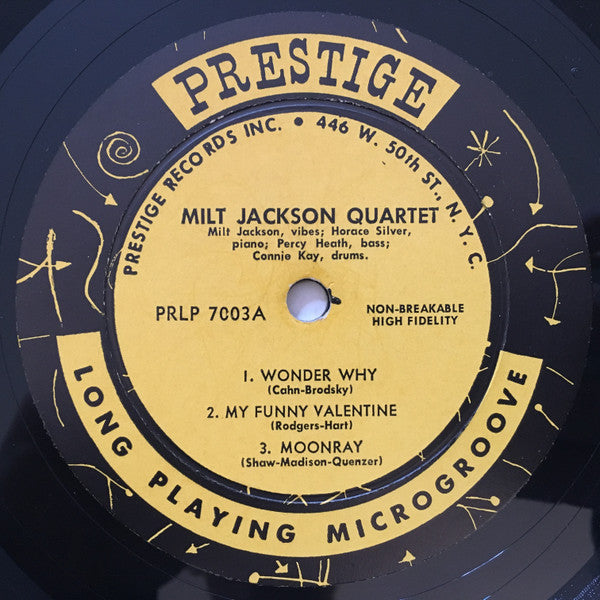 PRESTIGE
PRESTIGE RECORDS INC. • 446 W. 50th ST., N.Y.C.
MILT JACKSON QUARTET
Milt Jackson, vibes; Horace Silver,
piano; Percy Heath, bass;
Connie Kay, drums.
PRLP 7003A
NON-BREAKABLE
HIGH FIDELITY
1. WONDER WHY
(Cahn-Brodsky)
2. MY FUNNY VALENTINE
(Rodgers-Hart)
3. MOONRAY
(Shaw-Madison-Quenzer)
LONG PLAYING MICROGROOVE